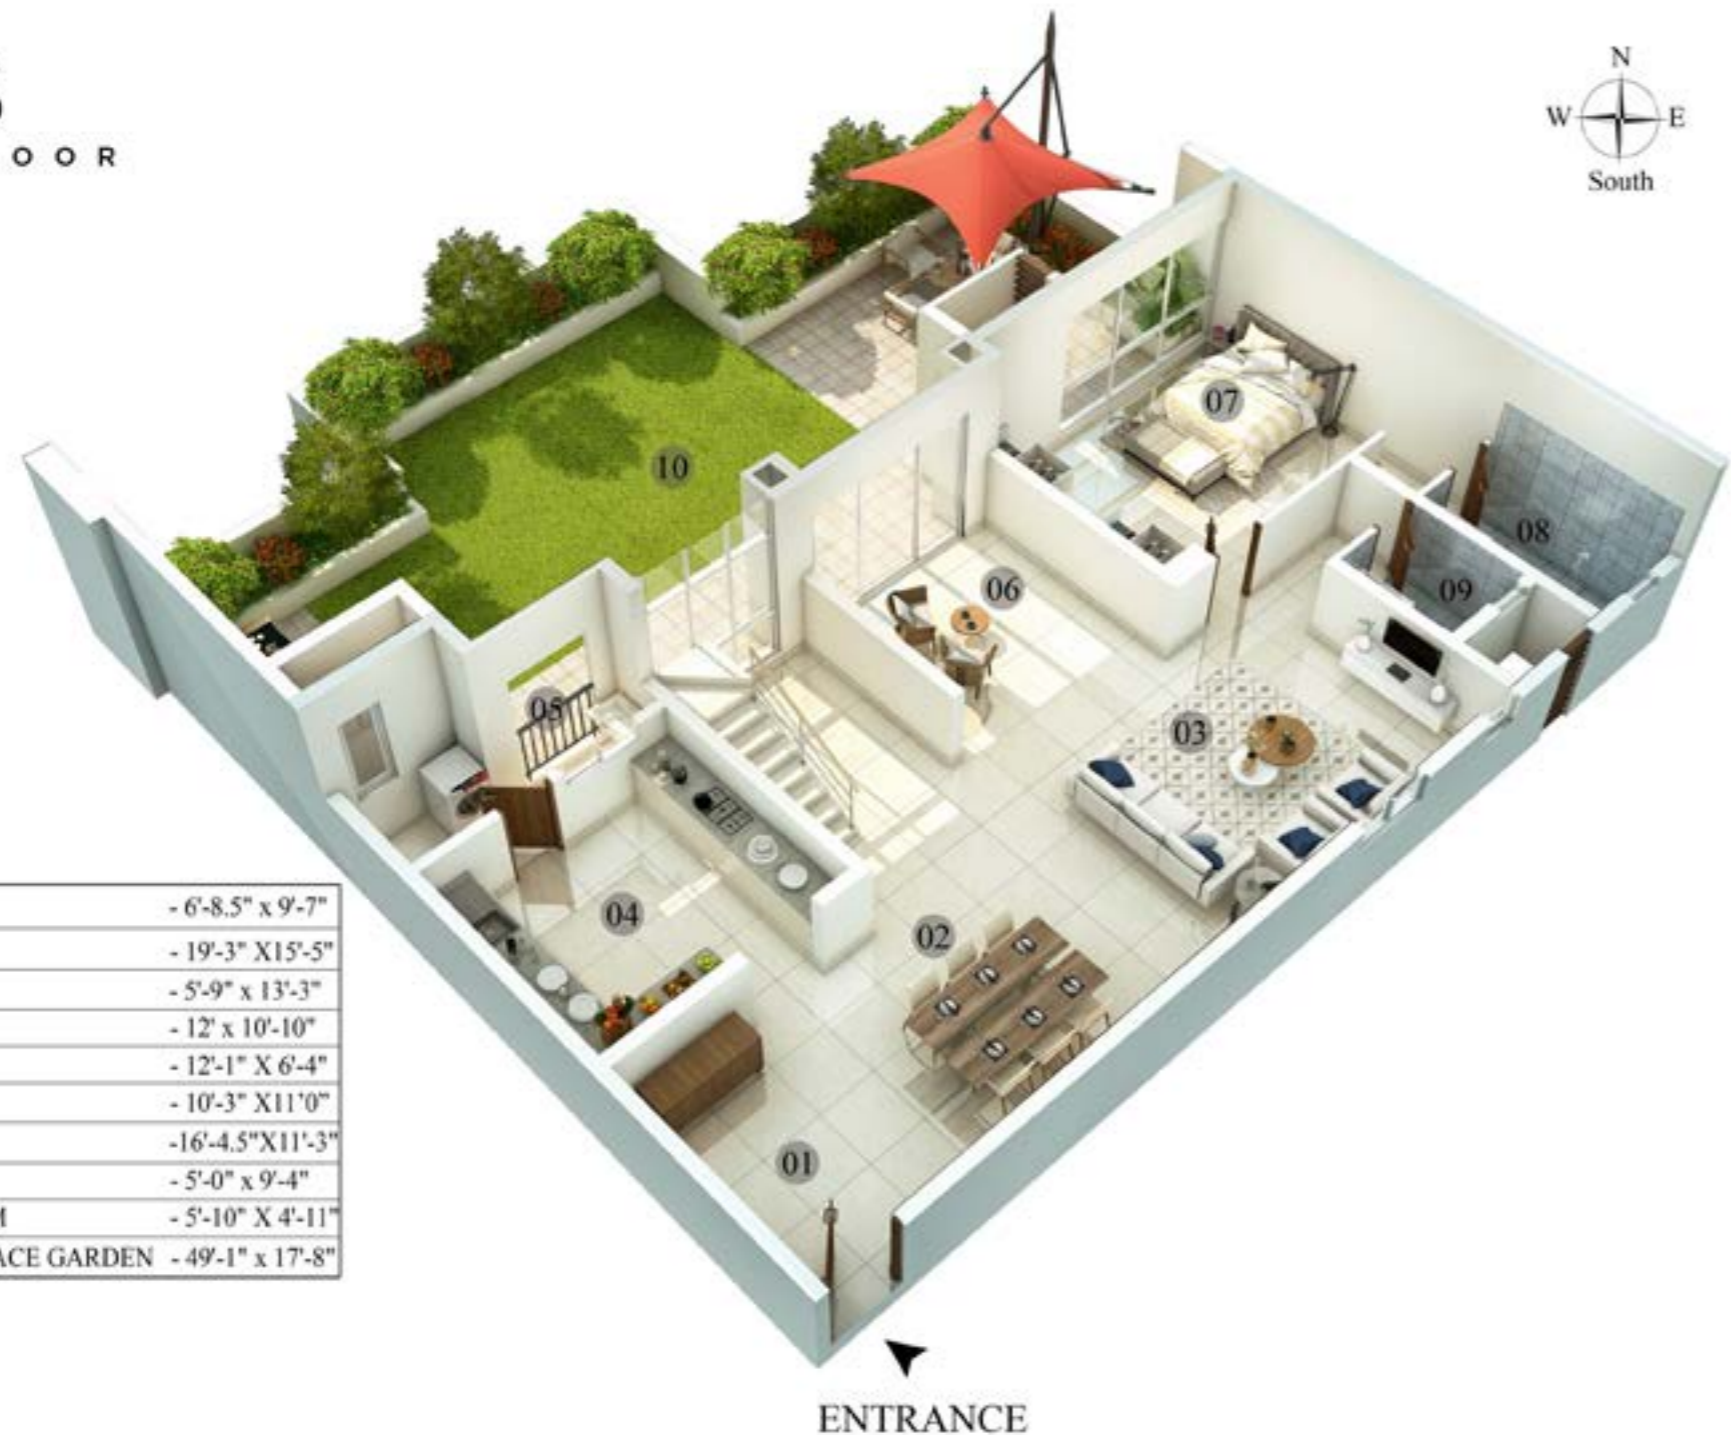 OOR
N
W E
South
10
07
08
09
06
05
03
04
02
01
- 6'-8.5" x 9'-7"
- 19'-3" X15'-5"
- 5'-9" x 13'-3"
- 12' x 10'-10"
- 12'-1" X 6'-4"
- 10'-3" X11'0"
-16'-4.5"X11'-3"
- 5'-0" x 9'-4"
M - 5'-10" X 4'-11"
ACE GARDEN - 49'-1" x 17'-8"
ENTRANCE